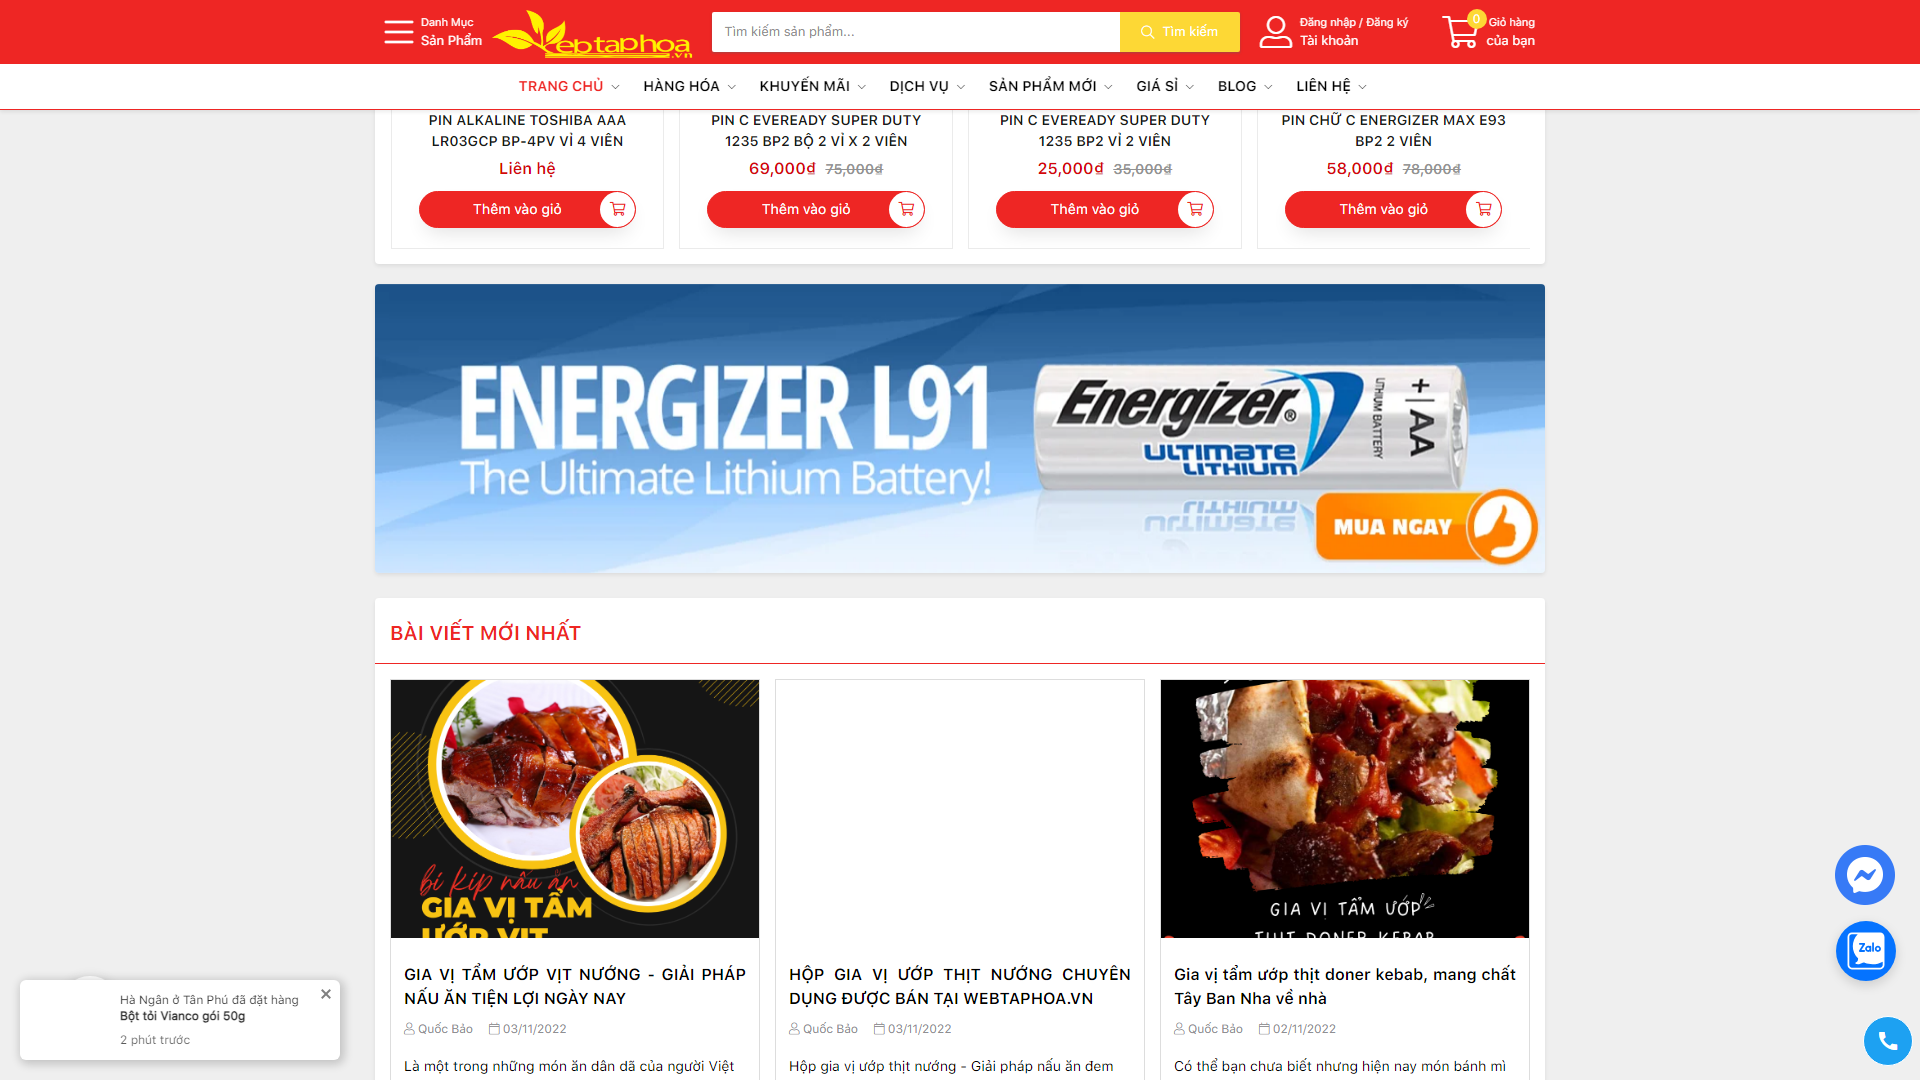 Danh Mục
Sản Phẩm
ebtaphoa
.vn
Tìm kiếm sản phẩm...
Tìm kiếm
Đăng nhập / Đăng ký
Tài khoản
0
Giỏ hàng
của bạn
TRANG CHỦ
HÀNG HÓA
KHUYẾN MÃI
DỊCH VỤ
SẢN PHẨM MỚI
GIÁ SỈ
BLOG
LIÊN HỆ
PIN ALKALINE TOSHIBA AAA
LR03GCP BP-4PV VỈ 4 VIÊN
Liên hệ
Thêm vào giỏ
PIN C EVEREADY SUPER DUTY
1235 BP2 BỘ 2 VỈ X 2 VIÊN
69,000₫ 75,000₫
Thêm vào giỏ
PIN C EVEREADY SUPER DUTY
1235 BP2 VỈ 2 VIÊN
25,000₫ 35,000₫
Thêm vào giỏ
PIN CHỮ C ENERGIZER MAX E93
BP2 2 VIÊN
58,000₫ 78,000₫
Thêm vào giỏ
ENERGIZER L91
The Ultimate Lithium Battery!
Energizer®
ULTIMATE
LITHIUM
LITHIUM BATTERY
+ AA
MUA NGAY
BÀI VIẾT MỚI NHẤT
bí kíp nấu ăn
GIA VỊ TẨM
ƯỚP VỊT
GIA VỊ TẨM ƯỚP VỊT NƯỚNG - GIẢI PHÁP
NẤU ĂN TIỆN LỢI NGÀY NAY
Quốc Bảo 03/11/2022
Là một trong những món ăn dân dã của người Việt
HỘP GIA VỊ ƯỚP THỊT NƯỚNG CHUYÊN
DỤNG ĐƯỢC BÁN TẠI WEBTAPHOA.VN
Quốc Bảo 03/11/2022
Hộp gia vị ướp thịt nướng - Giải pháp nấu ăn đem
GIA VỊ TẨM ƯỚP
THỊT DONER KEBAB
Gia vị tẩm ướp thịt doner kebab, mang chất
Tây Ban Nha về nhà
Quốc Bảo 02/11/2022
Có thể bạn chưa biết nhưng hiện nay món bánh mì
Hà Ngân ở Tân Phú đã đặt hàng
Bột tỏi Vianco gói 50g
2 phút trước
Zalo